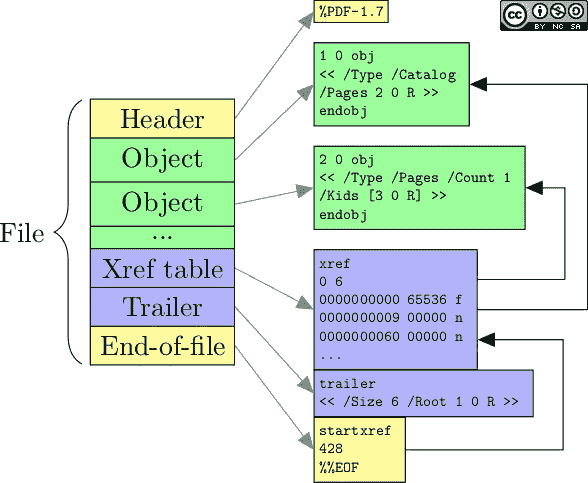 %PDF-1.7
cc
BY NC SA
1 0 obj
<< /Type /Catalog
/Pages 2 0 R >>
endobj
File
Header
Object
Object
...
Xref table
Trailer
End-of-file
2 0 obj
<< /Type /Pages /Count 1
/Kids [3 0 R] >>
endobj
xref
0 6
0000000000 65536 f
0000000009 00000 n
0000000060 00000 n
...
trailer
<< /Size 6 /Root 1 0 R >>
startxref
428
%%EOF